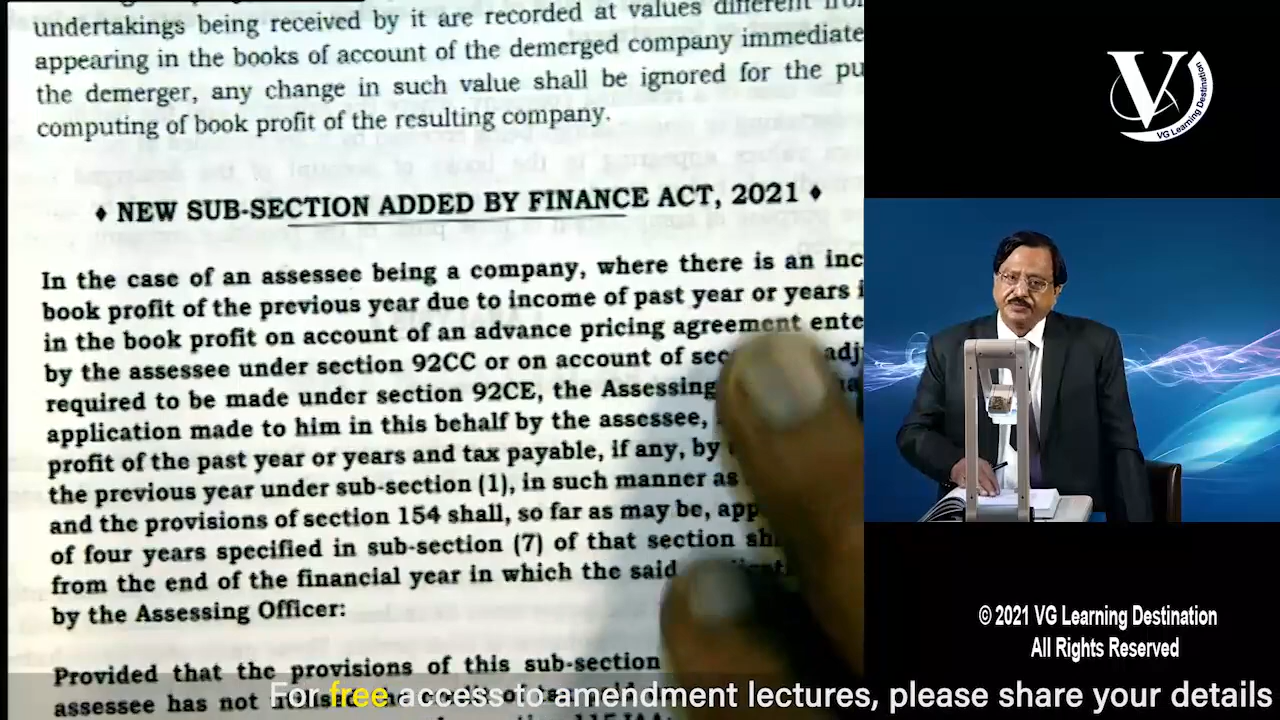 undertakings being received by it are recorded at values different
appearing in the books of account of the demerged company immediate
the demerger, any change in such value shall be ignored for the pu
computing of book profit of the resulting company.
♦ NEW SUB-SECTION ADDED BY FINANCE ACT, 2021 ♦
In the case of an assessee being a company, where there is an inc
book profit of the previous year due to income of past year or years i
in the book profit on account of an advance pricing agreement ente
by the assessee under section 92CC or on account of sec adj
required to be made under section 92CE, the Assessing
application made to him in this behalf by the assessee,
profit of the past year or years and tax payable, if any, by
the previous year under sub-section (1), in such manner as
and the provisions of section 154 shall, so far as may be, app
of four years specified in sub-section (7) of that section sh
from the end of the financial year in which the said
by the Assessing Officer:
Provided that the provisions of this sub-section
assessee has not
For free access to amendment lectures, please share your details
V
VG Learning Destination
© 2021 VG Learning Destination
All Rights Reserved